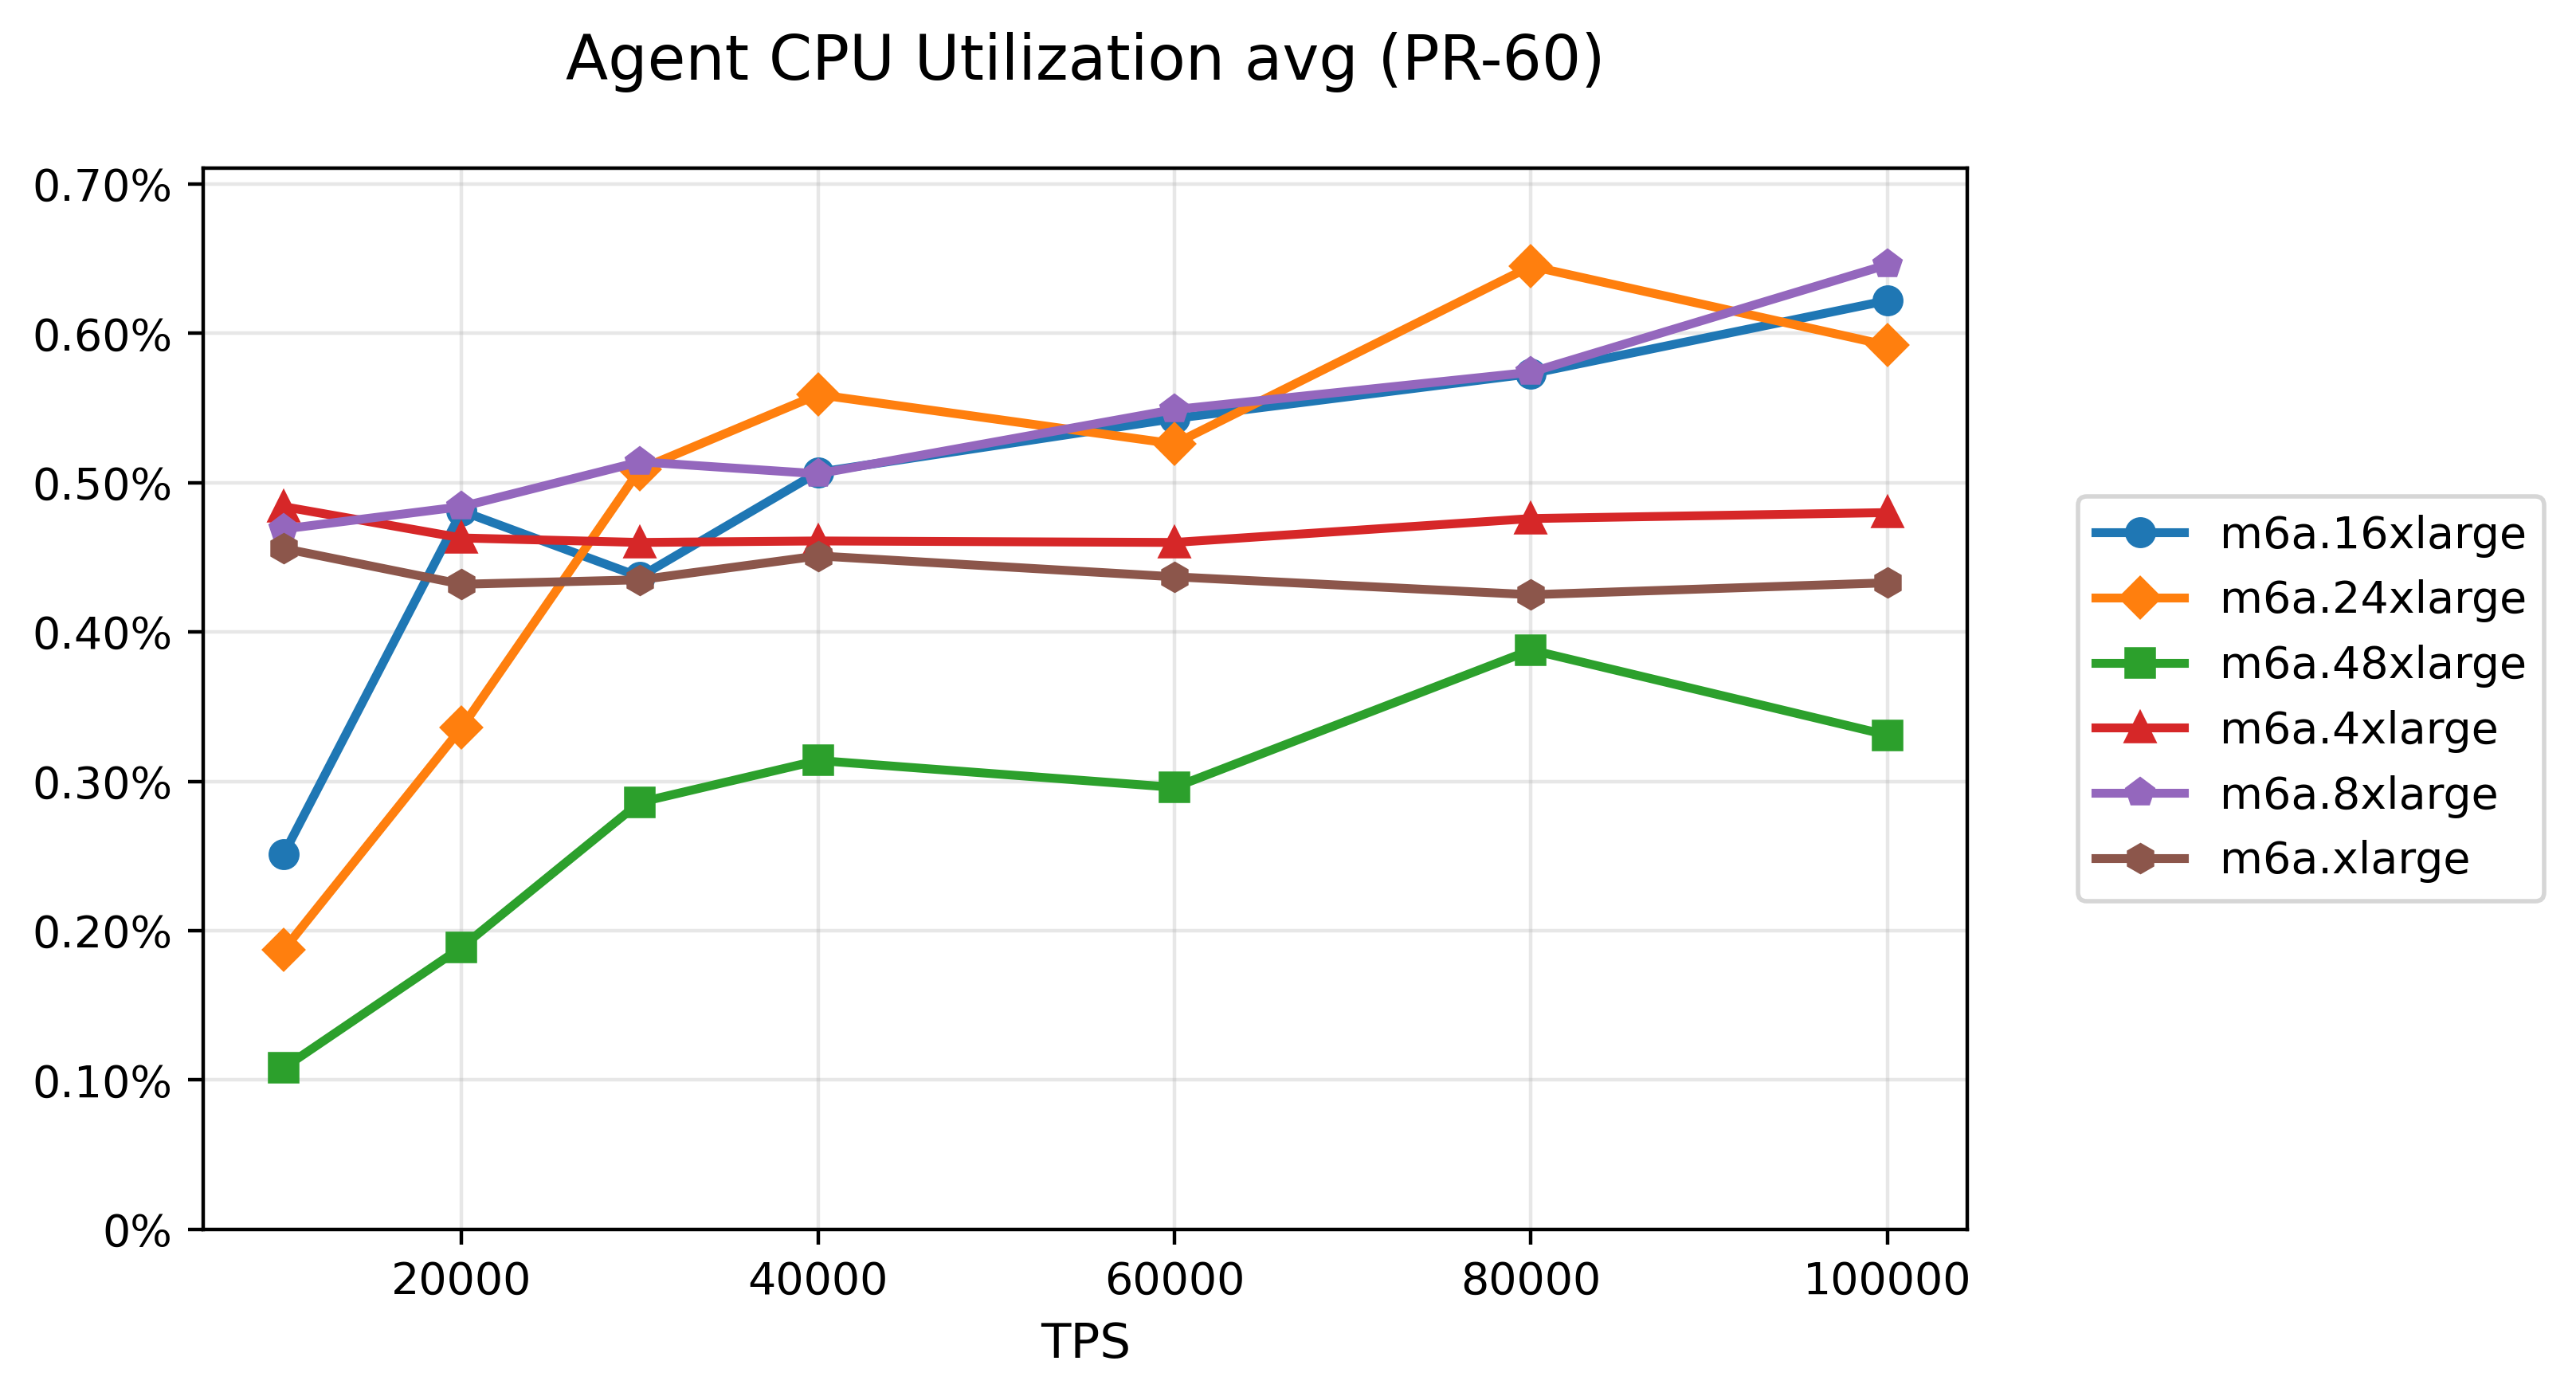 Agent CPU Utilization avg (PR-60)
0.70%
0.60%
0.50%
0.40%
0.30%
0.20%
0.10%
0%
20000 40000 60000 80000 100000
TPS
m6a.16xlarge
m6a.24xlarge
m6a.48xlarge
m6a.4xlarge
m6a.8xlarge
m6a.xlarge